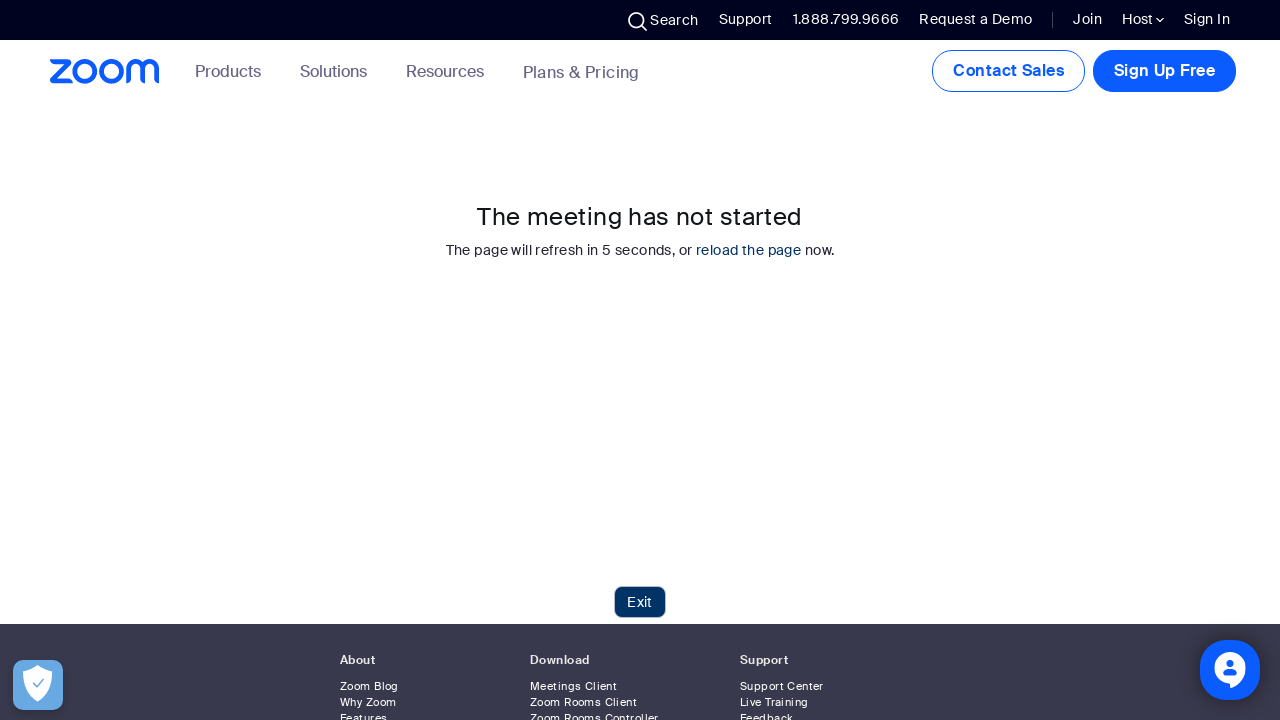 Search Support 1.888.799.9666 Request a Demo Join Host Sign In
zoom Products Solutions Resources Plans & Pricing Contact Sales Sign Up Free
The meeting has not started
The page will refresh in 5 seconds, or reload the page now.
Exit
About Download Support
Zoom Blog Meetings Client Support Center
Why Zoom Zoom Rooms Client Live Training
Features Zoom Rooms Controller Feedback